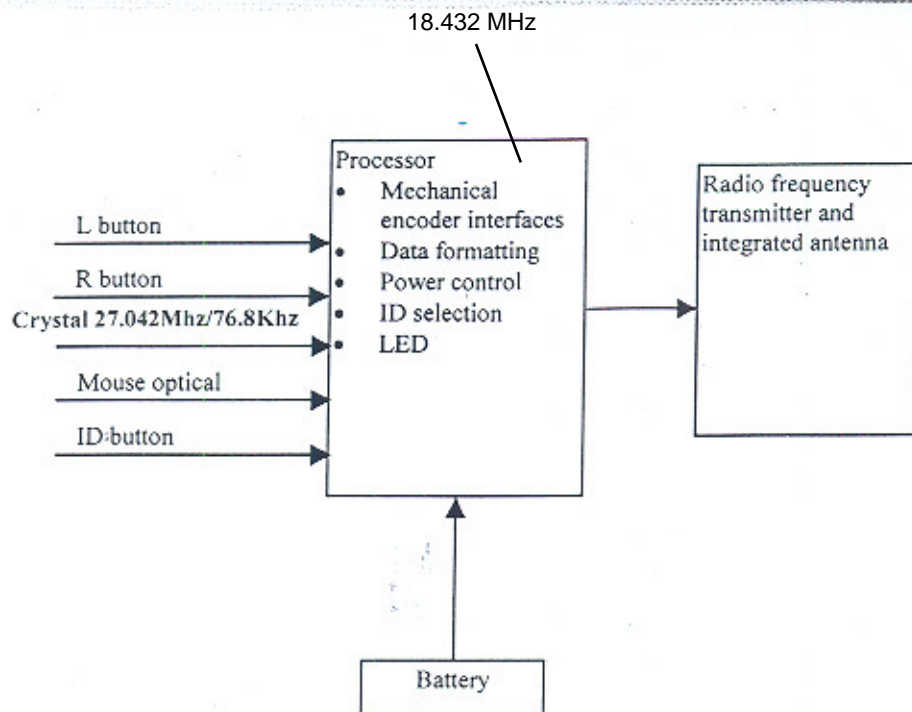 18.432 MHz
Processor
• Mechanical
encoder interfaces
• Data formatting
• Power control
• ID selection
• LED
L button
R button
Crystal 27.042Mhz/76.8Khz
Mouse optical
ID button
Radio frequency
transmitter and
integrated antenna
Battery